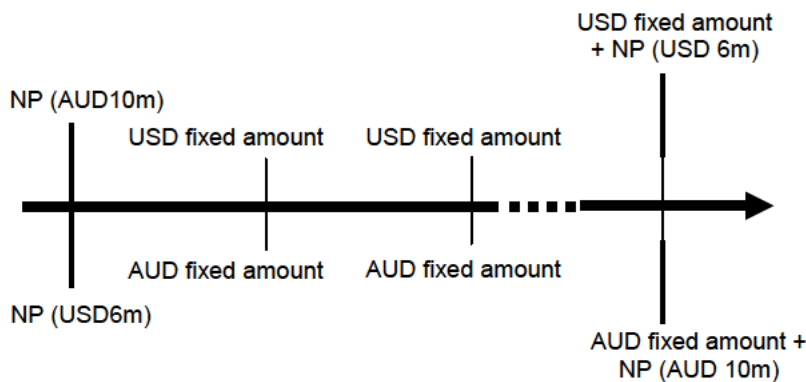 USD fixed amount
+ NP (USD 6m)
NP (AUD10m)
USD fixed amount
USD fixed amount
AUD fixed amount
AUD fixed amount
NP (USD6m)
AUD fixed amount +
NP (AUD 10m)